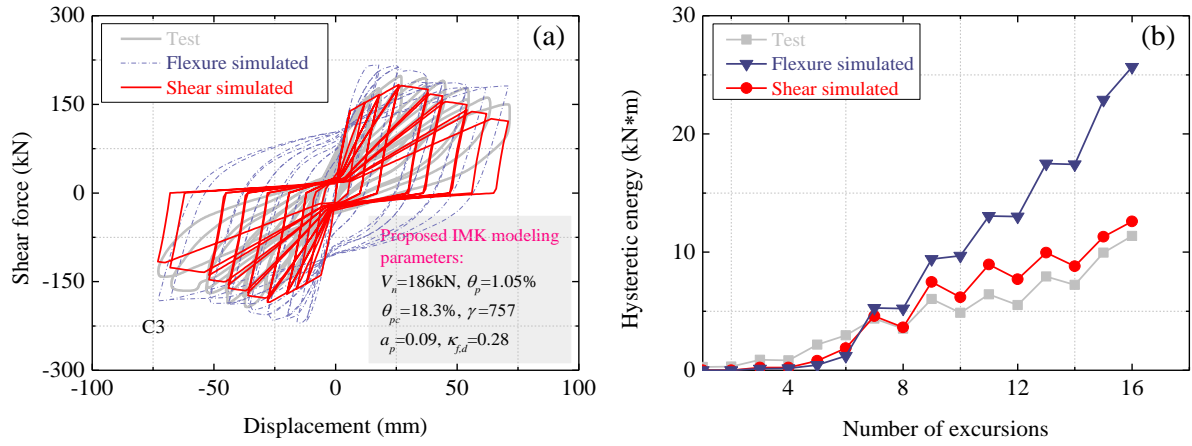 300
150
0
-150
-300
-100
-50
0
50
100
Shear force (kN)
Displacement (mm)
Test
Flexure simulated
Shear simulated
(a)
C3
Proposed IMK modeling
parameters:
Vn=186kN, θp=1.05%
θpc=18.3%, γ=757
ap=0.09, κf,d=0.28
30
20
10
0
4
8
12
16
Hysteretic energy (kN*m)
Number of excursions
Test
Flexure simulated
Shear simulated
(b)